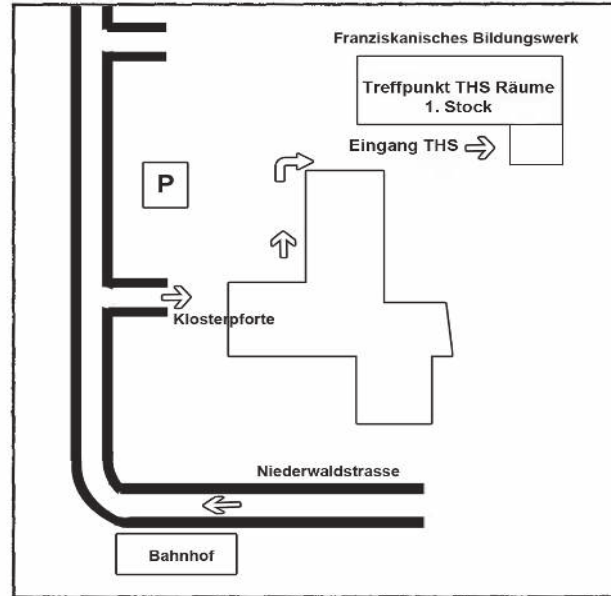 Franziskanisches Bildungswerk
Treffpunkt THS Räume
1. Stock
Eingang THS
P
Klosterpforte
Niederwaldstrasse
Bahnhof